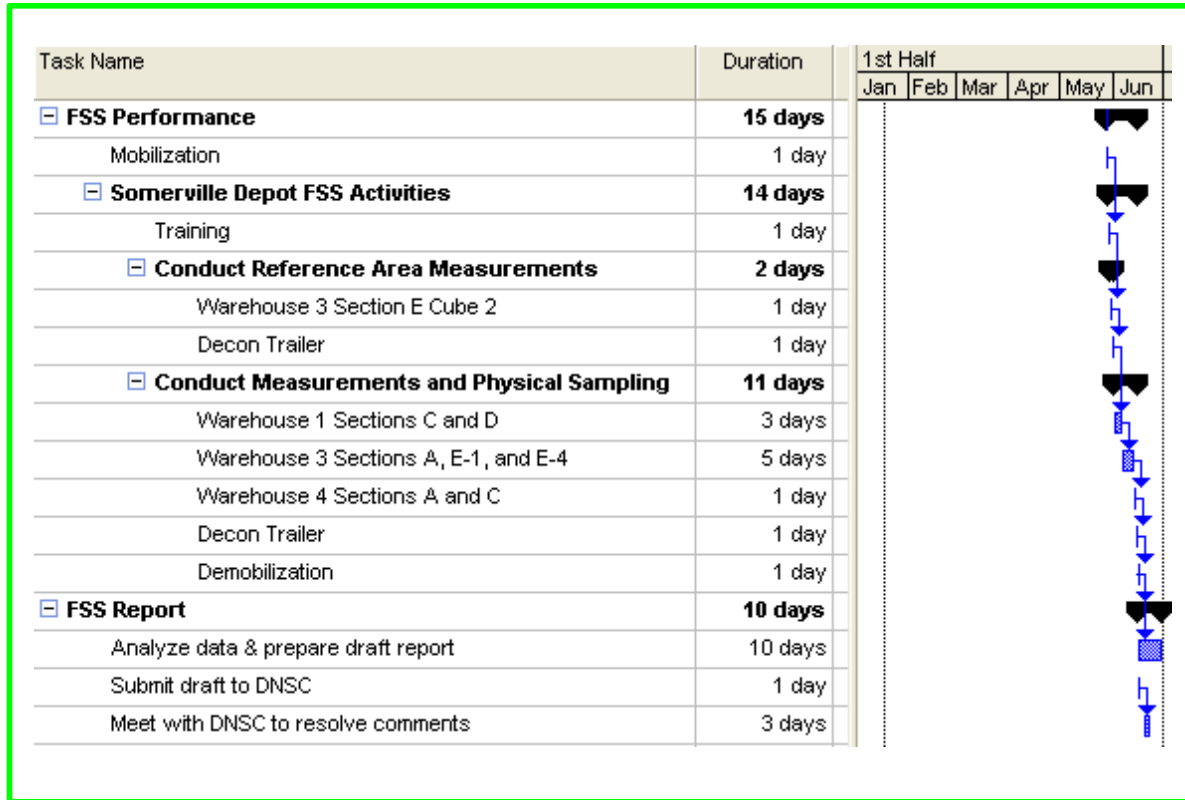 Task Name Duration 1st Half
Jan Feb Mar Apr May Jun
FSS Performance 15 days
Mobilization 1 day
Somerville Depot FSS Activities 14 days
Training 1 day
Conduct Reference Area Measurements 2 days
Warehouse 3 Section E Cube 2 1 day
Decon Trailer 1 day
Conduct Measurements and Physical Sampling 11 days
Warehouse 1 Sections C and D 3 days
Warehouse 3 Sections A, E-1, and E-4 5 days
Warehouse 4 Sections A and C 1 day
Decon Trailer 1 day
Demobilization 1 day
FSS Report 10 days
Analyze data & prepare draft report 10 days
Submit draft to DNSC 1 day
Meet with DNSC to resolve comments 3 days